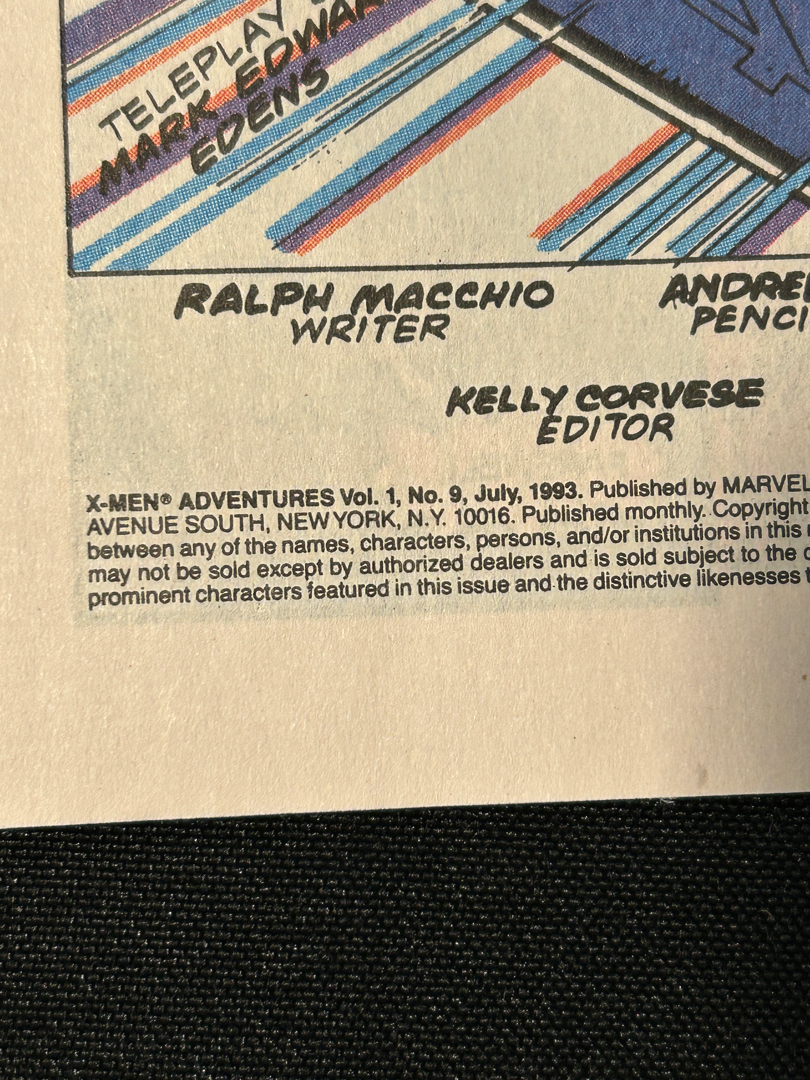 TELEPLAY
MARK EDWAR
EDENS
RALPH MACCHIO
WRITER
ANDRE
PENCI
KELLY CORVESE
EDITOR
X-MEN® ADVENTURES Vol. 1, No. 9, July, 1993. Published by MARVEL
AVENUE SOUTH, NEW YORK, N.Y. 10016. Published monthly. Copyright
between any of the names, characters, persons, and/or institutions in this
may not be sold except by authorized dealers and is sold subject to the
prominent characters featured in this issue and the distinctive likenesses